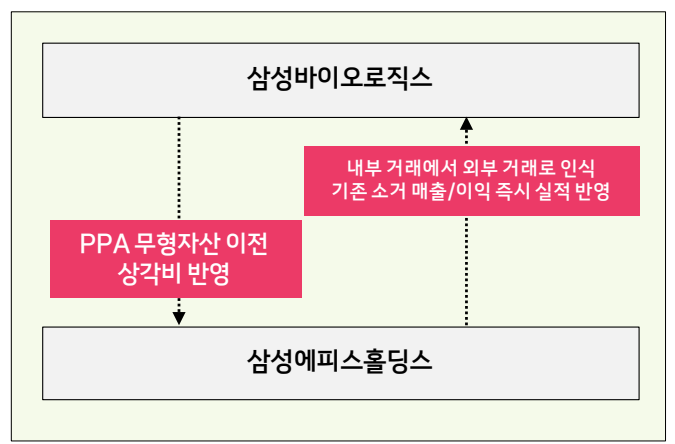 삼성바이오로직스
내부 거래에서 외부 거래로 인식
기존 소거 매출/이익 즉시 실적 반영
PPA 무형자산 이전
상각비 반영
삼성에피스홀딩스